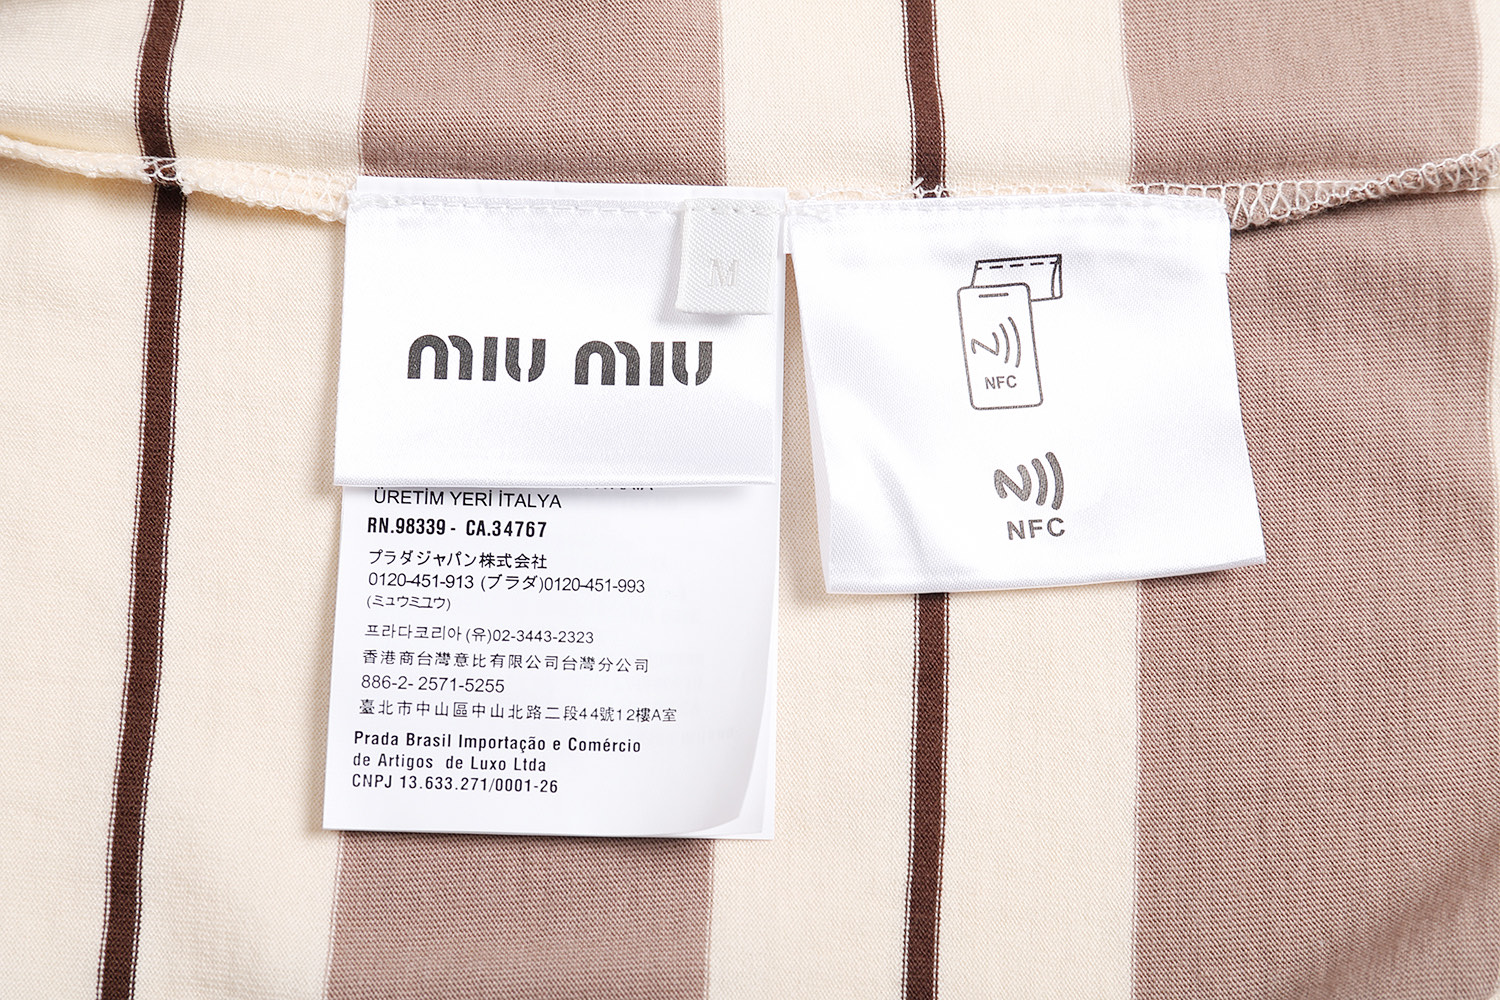 M
miu miu
ÜRETİM YERİ İTALYA
RN.98339 - CA.34767
プラダジャパン株式会社
0120-451-913 (プラダ)0120-451-993
(ミュウミユウ)
프라다코리아 (유)02-3443-2323
香港商台灣意比有限公司台灣分公司
886-2- 2571-5255
臺北市中山區中山北路二段44號12樓A室
Prada Brasil Importação e Comércio
de Artigos de Luxo Ltda
CNPJ 13.633.271/0001-26
NFC
NFC